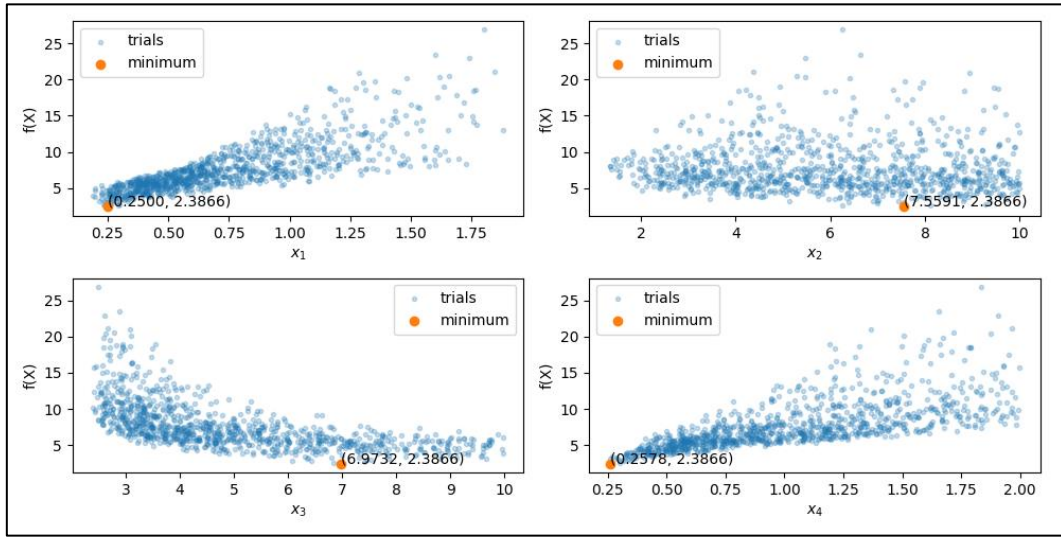 trials
minimum
25
20
15
10
5
f(X)
(0.2500, 2.3866)
0.25 0.50 0.75 1.00 1.25 1.50 1.75
x₁
trials
minimum
25
20
15
10
5
f(X)
(7.5591, 2.3866)
2 4 6 8 10
x₂
trials
minimum
25
20
15
10
5
f(X)
(6.9732, 2.3866)
3 4 5 6 7 8 9 10
x₃
trials
minimum
25
20
15
10
5
f(X)
(0.2578, 2.3866)
0.25 0.50 0.75 1.00 1.25 1.50 1.75 2.00
x₄